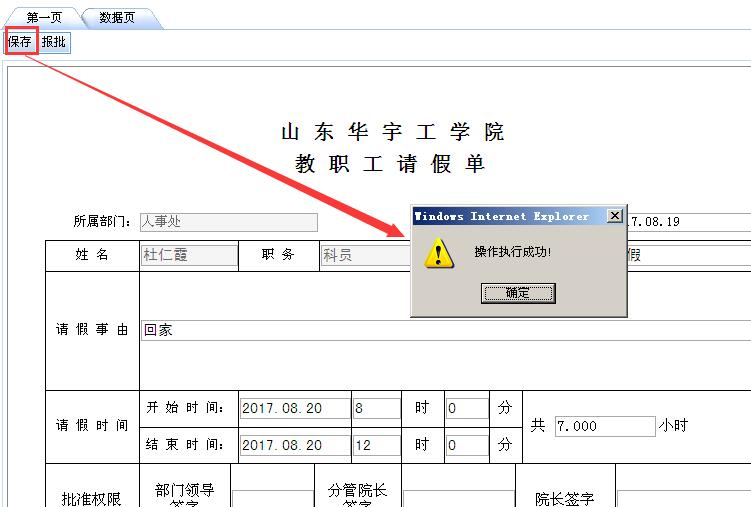 第一页 数据页
保存 报批
山东华宇工学院
教职工请假单
所属部门: 人事处 7.08.19
Windows Internet Explorer
操作执行成功!
确定
姓名 杜仁霞 职务 科员 假
请假事由 回家
请假时间 开始时间: 2017.08.20 8 时 0 分 共 7.000 小时
结束时间: 2017.08.20 12 时 0 分
批准权限 部门领导 分管院长 院长签字
签字 签字